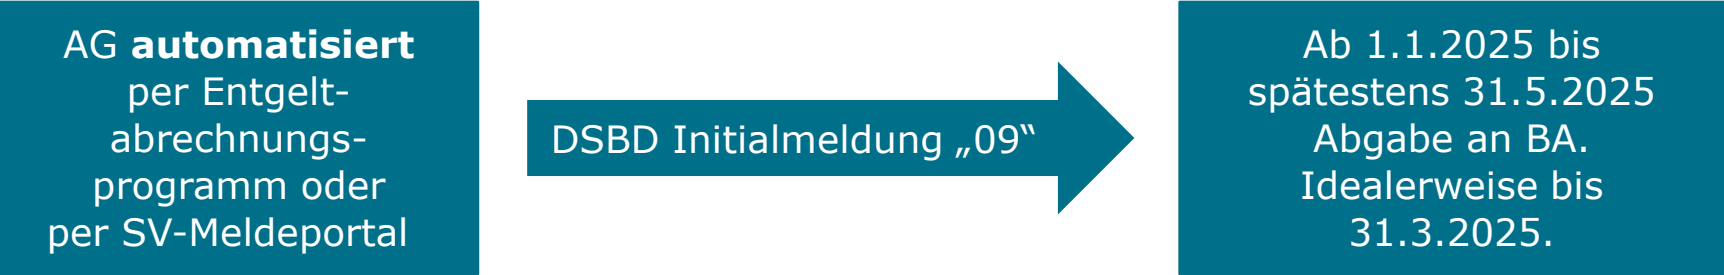 AG automatisiert
per Entgelt-
abrechnungs-
programm oder
per SV-Meldeportal
DSBD Initialmeldung „09“
Ab 1.1.2025 bis
spätestens 31.5.2025
Abgabe an BA.
Idealerweise bis
31.3.2025.